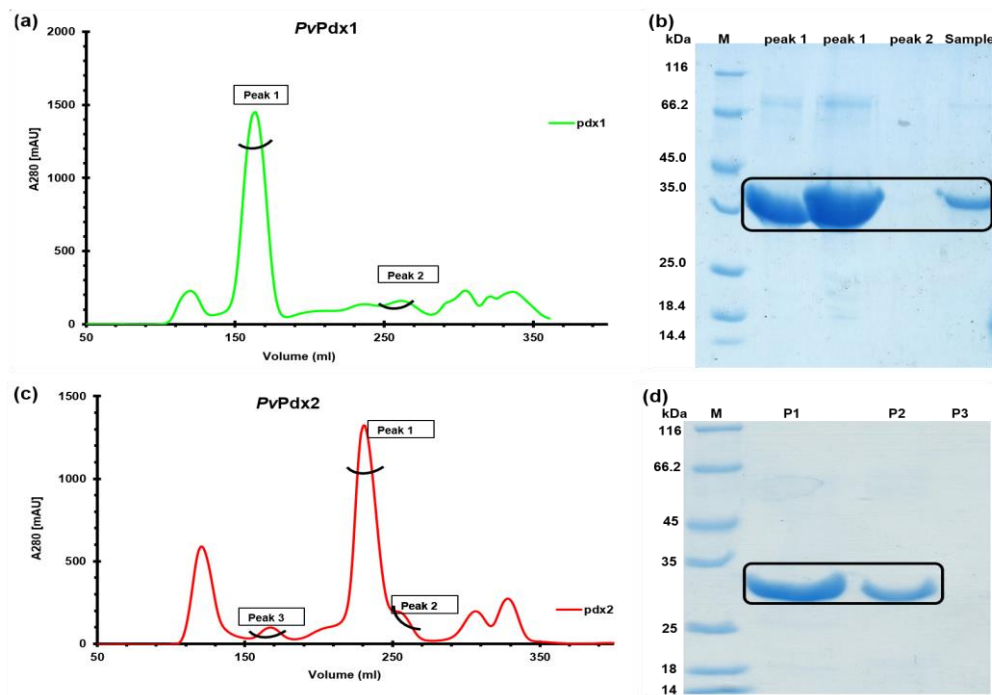 (a)
PvPdx1
2000
1500
1000
500
0
A280 [mAU]
Peak 1
Peak 2
pdx1
50 150 250 350
Volume (ml)
(b)
kDa M peak 1 peak 1 peak 2 Sample
116
66.2
45.0
35.0
25.0
18.4
14.4
(c)
PvPdx2
1500
1000
500
0
A280 [mAU]
Peak 1
Peak 3
Peak 2
pdx2
50 150 250 350
Volume (ml)
(d)
kDa M P1 P2 P3
116
66.2
45
35
25
18
14